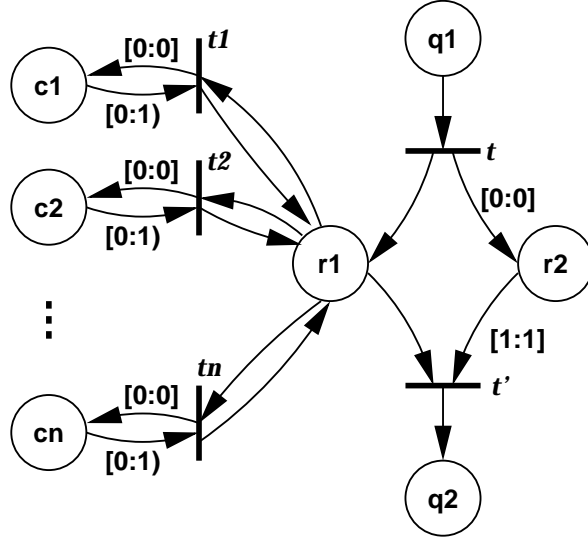 c1
[0:0]
[0:1)
t1
c2
[0:0]
[0:1)
t2
⋮
cn
[0:0]
[0:1)
tn
r1
q1
t
[0:0]
r2
[1:1]
t’
q2